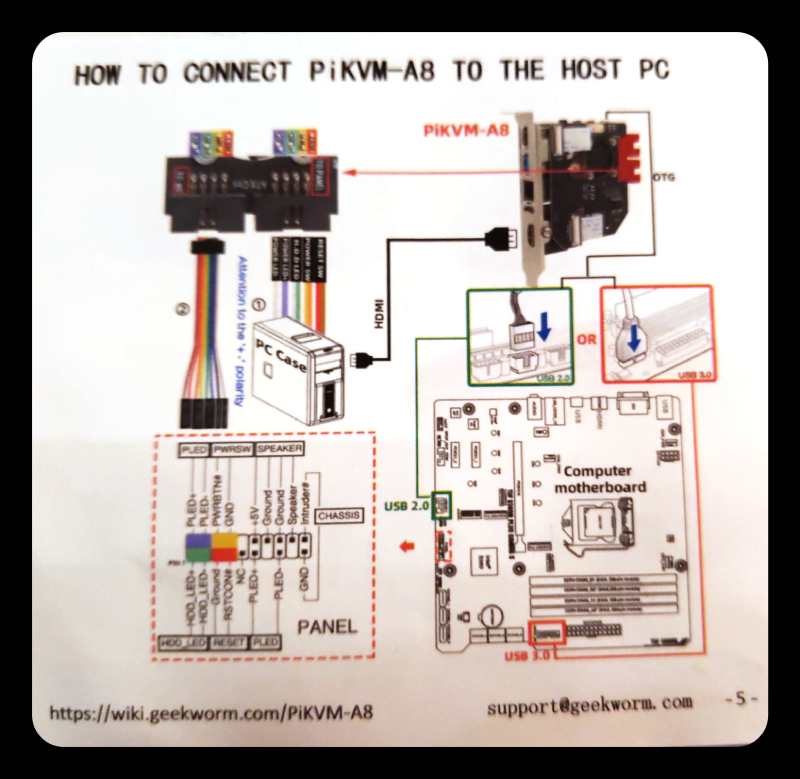 HOW TO CONNECT PiKVM-A8 TO THE HOST PC
PiKVM-A8
OTG
HDMI
RESET SW
POWER SW
H.D.D LED
POWER LED+
POWER LED-
②
①
Attention to the '+ -' polarity
PC Case
USB 2.0
OR
USB 3.0
Computer
motherboard
USB 2.0
USB 3.0
PLED
PWRSW
SPEAKER
PLED+
PLED-
PWRBTN#
GND
+5V
Ground
Ground
Speaker
Intruder#
CHASSIS
HDD_LED+
HDD_LED-
Ground
RSTCON#
NC
PLED+
PLED-
GND
HDD_LED
RESET
PLED
PANEL
https://wiki.geekworm.com/PiKVM-A8
support@geekworm.com
-5-